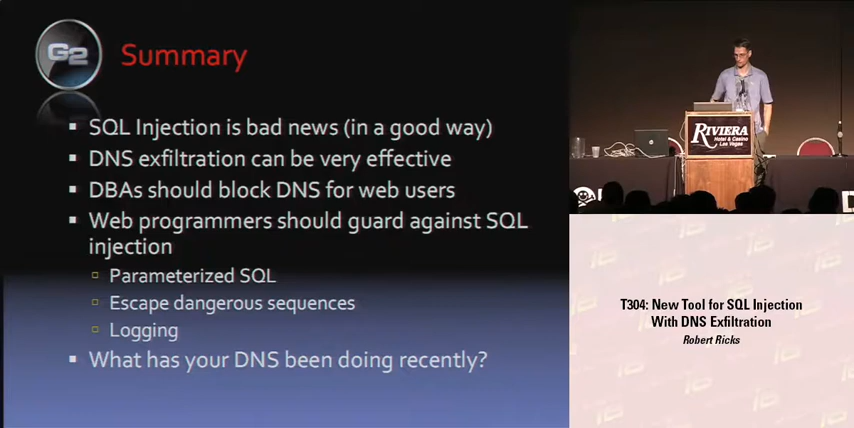 G2
Summary
SQL Injection is bad news (in a good way)
DNS exfiltration can be very effective
DBAs should block DNS for web users
Web programmers should guard against SQL
injection
Parameterized SQL
Escape dangerous sequences
Logging
What has your DNS been doing recently?
RIVIERA
Hotel & Casino
Las Vegas
D
T304: New Tool for SQL Injection
With DNS Exfiltration
Robert Ricks